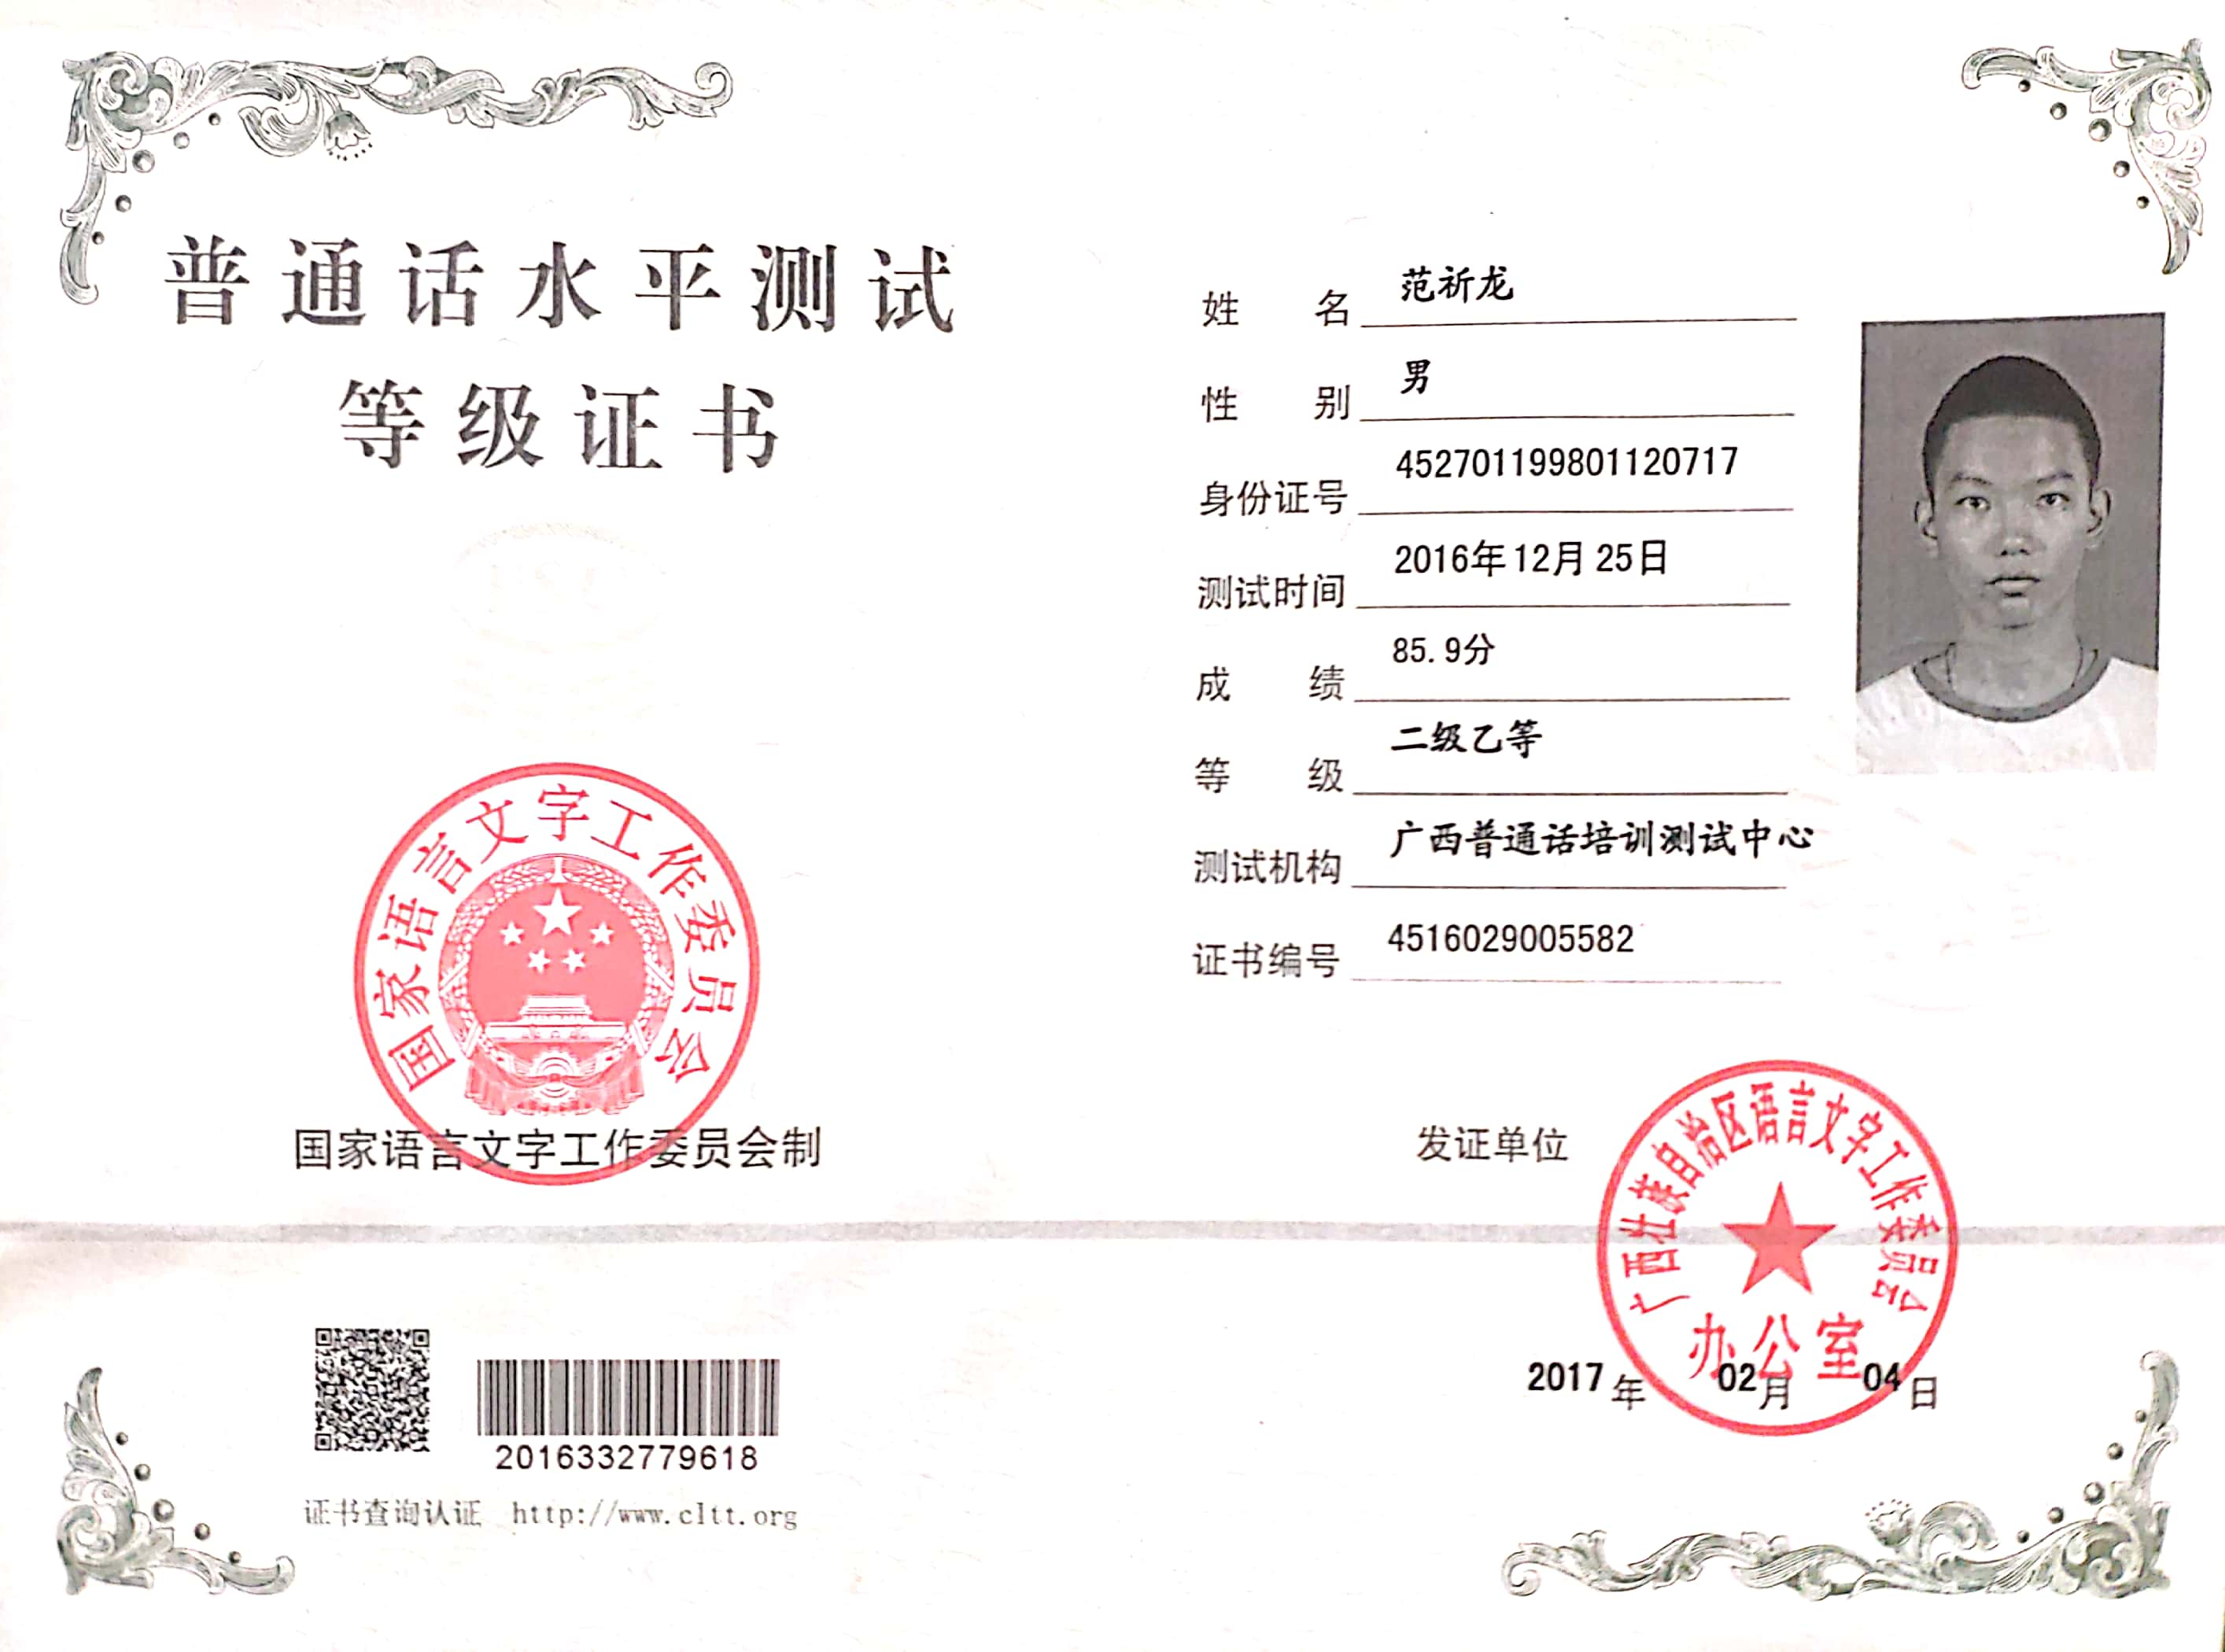 普通话水平测试
等级证书
国家语言文字工作委员会
国家语言文字工作委员会制
2016332779618
证书查询认证 http://www.cltt.org
姓名 范祈龙
性别 男
身份证号 452701199801120717
测试时间 2016年12月25日
成绩 85.9分
等级 二级乙等
测试机构 广西普通话培训测试中心
证书编号 4516029005582
发证单位
广西壮族自治区语言文字工作委员会
办公室
2017年02月04日